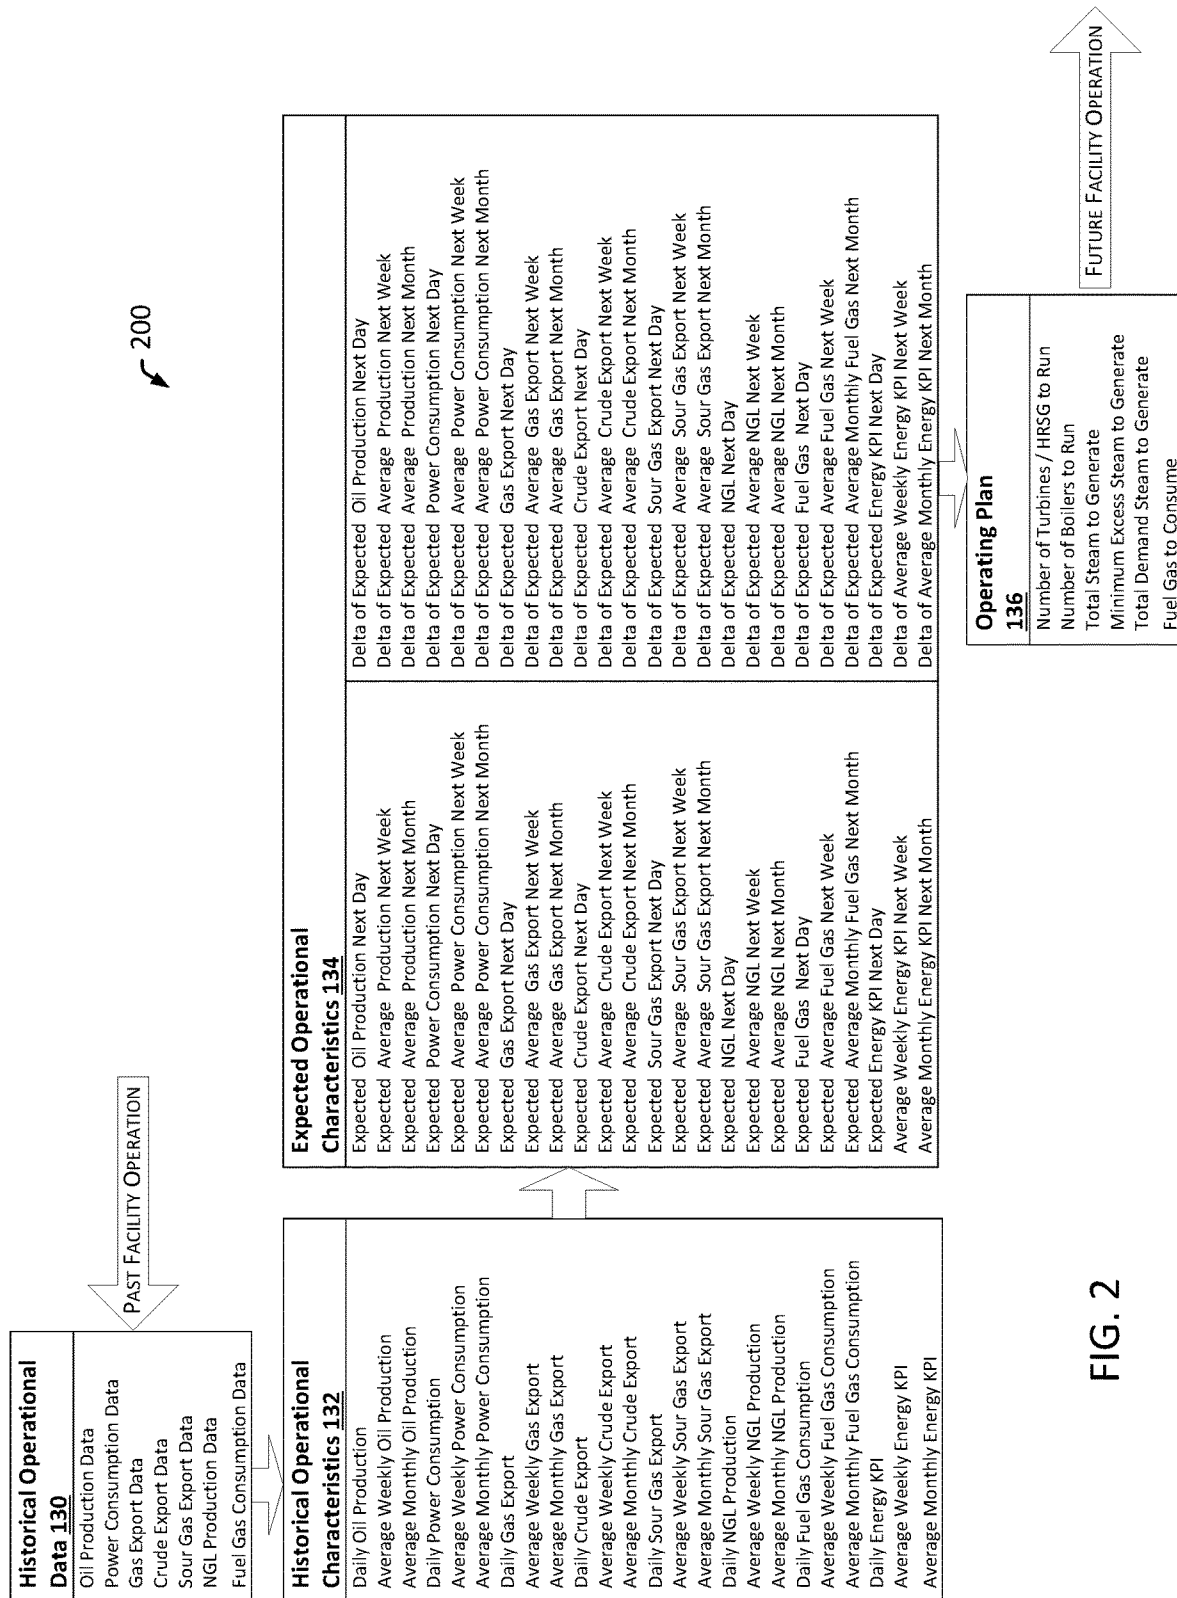 200
Historical Operational
Data 130
Oil Production Data
Power Consumption Data
Gas Export Data
Crude Export Data
Sour Gas Export Data
NGL Production Data
Fuel Gas Consumption Data
PAST FACILITY OPERATION
Historical Operational
Characteristics 132
Daily Oil Production
Average Weekly Oil Production
Average Monthly Oil Production
Daily Power Consumption
Average Weekly Power Consumption
Average Monthly Power Consumption
Daily Gas Export
Average Weekly Gas Export
Average Monthly Gas Export
Daily Crude Export
Average Weekly Crude Export
Average Monthly Crude Export
Daily Sour Gas Export
Average Weekly Sour Gas Export
Average Monthly Sour Gas Export
Daily NGL Production
Average Weekly NGL Production
Average Monthly NGL Production
Daily Fuel Gas Consumption
Average Weekly Fuel Gas Consumption
Average Monthly Fuel Gas Consumption
Daily Energy KPI
Average Weekly Energy KPI
Average Monthly Energy KPI
Expected Operational
Characteristics 134
Expected Oil Production Next Day
Expected Average Production Next Week
Expected Average Production Next Month
Expected Power Consumption Next Day
Expected Average Power Consumption Next Week
Expected Average Power Consumption Next Month
Expected Gas Export Next Day
Expected Average Gas Export Next Week
Expected Average Gas Export Next Month
Expected Crude Export Next Day
Expected Average Crude Export Next Week
Expected Average Crude Export Next Month
Expected Sour Gas Export Next Day
Expected Average Sour Gas Export Next Week
Expected Average Sour Gas Export Next Month
Expected NGL Next Day
Expected Average NGL Next Week
Expected Average NGL Next Month
Expected Fuel Gas Next Day
Expected Average Fuel Gas Next Week
Expected Average Monthly Fuel Gas Next Month
Expected Energy KPI Next Day
Average Weekly Energy KPI Next Week
Average Monthly Energy KPI Next Month
Delta of Expected Oil Production Next Day
Delta of Expected Average Production Next Week
Delta of Expected Average Production Next Month
Delta of Expected Power Consumption Next Day
Delta of Expected Average Power Consumption Next Week
Delta of Expected Average Power Consumption Next Month
Delta of Expected Gas Export Next Day
Delta of Expected Average Gas Export Next Week
Delta of Expected Average Gas Export Next Month
Delta of Expected Crude Export Next Day
Delta of Expected Average Crude Export Next Week
Delta of Expected Average Crude Export Next Month
Delta of Expected Sour Gas Export Next Day
Delta of Expected Average Sour Gas Export Next Week
Delta of Expected Average Sour Gas Export Next Month
Delta of Expected NGL Next Day
Delta of Expected Average NGL Next Week
Delta of Expected Average NGL Next Month
Delta of Expected Fuel Gas Next Day
Delta of Expected Average Fuel Gas Next Week
Delta of Expected Average Monthly Fuel Gas Next Month
Delta of Expected Energy KPI Next Day
Delta of Average Weekly Energy KPI Next Week
Delta of Average Monthly Energy KPI Next Month
Operating Plan
136
Number of Turbines / HRSG to Run
Number of Boilers to Run
Total Steam to Generate
Minimum Excess Steam to Generate
Total Demand Steam to Generate
Fuel Gas to Consume
FUTURE FACILITY OPERATION
FIG. 2